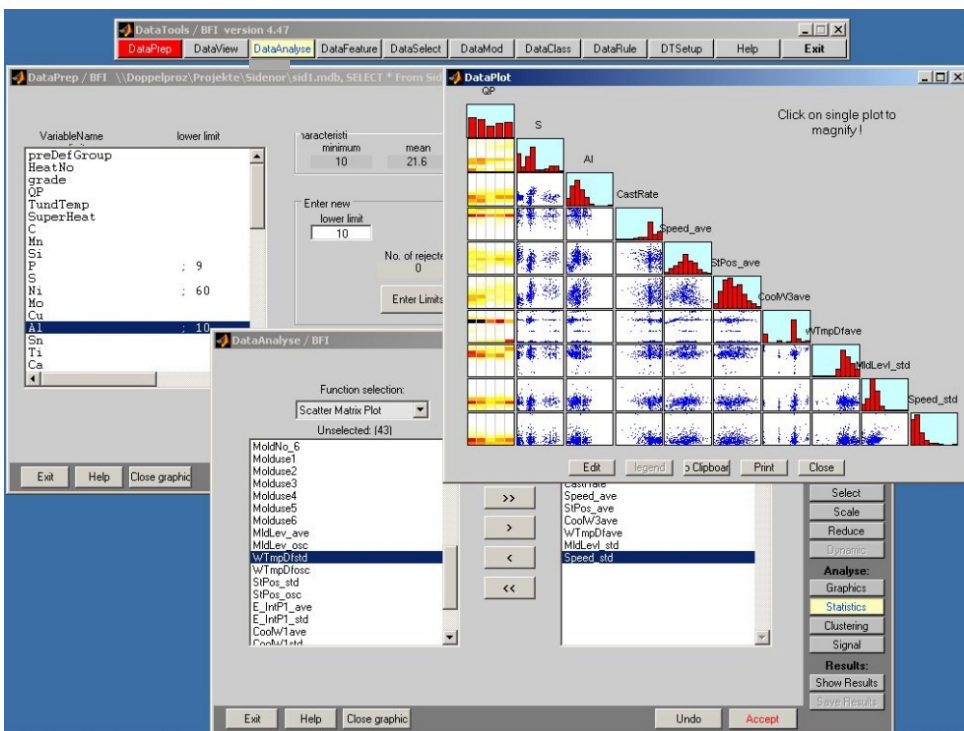 DataTools / BFI version 4.47
DataPrep DataView DataAnalyse DataFeature DataSelect DataMod DataClass DataRule DTSetup Help Exit
DataPrep / BFI \\Doppelproz\Projekte\Sidenor\sid1.mdb, SELECT * From Sid
VariableName lower limit
preDefGroup
HeatNo
grade
QP
TundTemp
SuperHeat
C
Mn
Si
P ; 9
S
Ni ; 60
Mo
Cu
Al ; 10
Sn
Ti
Ca
aracteristi
minimum mean
10 21.6
Enter new
lower limit
10
No. of rejecte
0
Enter Limits
Exit Help Close graphic
DataPlot
Click on single plot to
magnify !
QP
S
Al
CastRate
Speed_ave
StPos_ave
CoolW3ave
WTmpDfave
MldLevl_std
Speed_std
Edit legend o Clipboar Print Close
DataAnalyse / BFI
Function selection:
Scatter Matrix Plot
Unselected: (43)
MoldNo_6
Molduse1
Molduse2
Molduse3
Molduse4
Molduse5
Molduse6
MldLev_ave
MldLev_osc
WTmpDfstd
WTmpDfosc
StPos_std
StPos_osc
E_IntP1_ave
E_IntP1_std
CoolW1ave
CoolW1std
>>
>
<
<<
CastRate
Speed_ave
StPos_ave
CoolW3ave
WTmpDfave
MldLevl_std
Speed_std
Select
Scale
Reduce
Dynamic
Analyse:
Graphics
Statistics
Clustering
Signal
Results:
Show Results
Save Results
Exit Help Close graphic Undo Accept